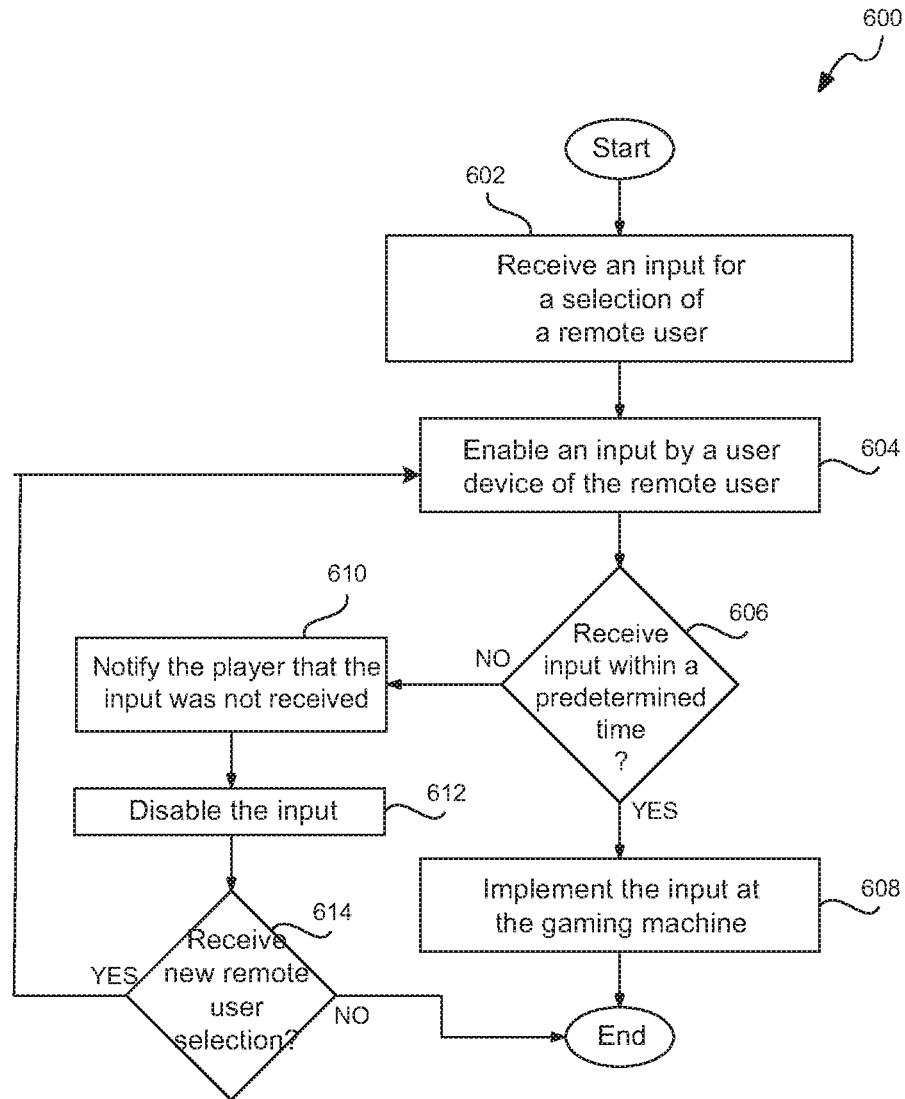 600
Start
602
Receive an input for
a selection of
a remote user
Enable an input by a user
device of the remote user
604
610
606
Receive
input within a
predetermined
time
?
NO
Notify the player that the
input was not received
YES
Disable the input
612
Implement the input at
the gaming machine
608
614
Receive
new remote
user
selection?
YES
NO
End